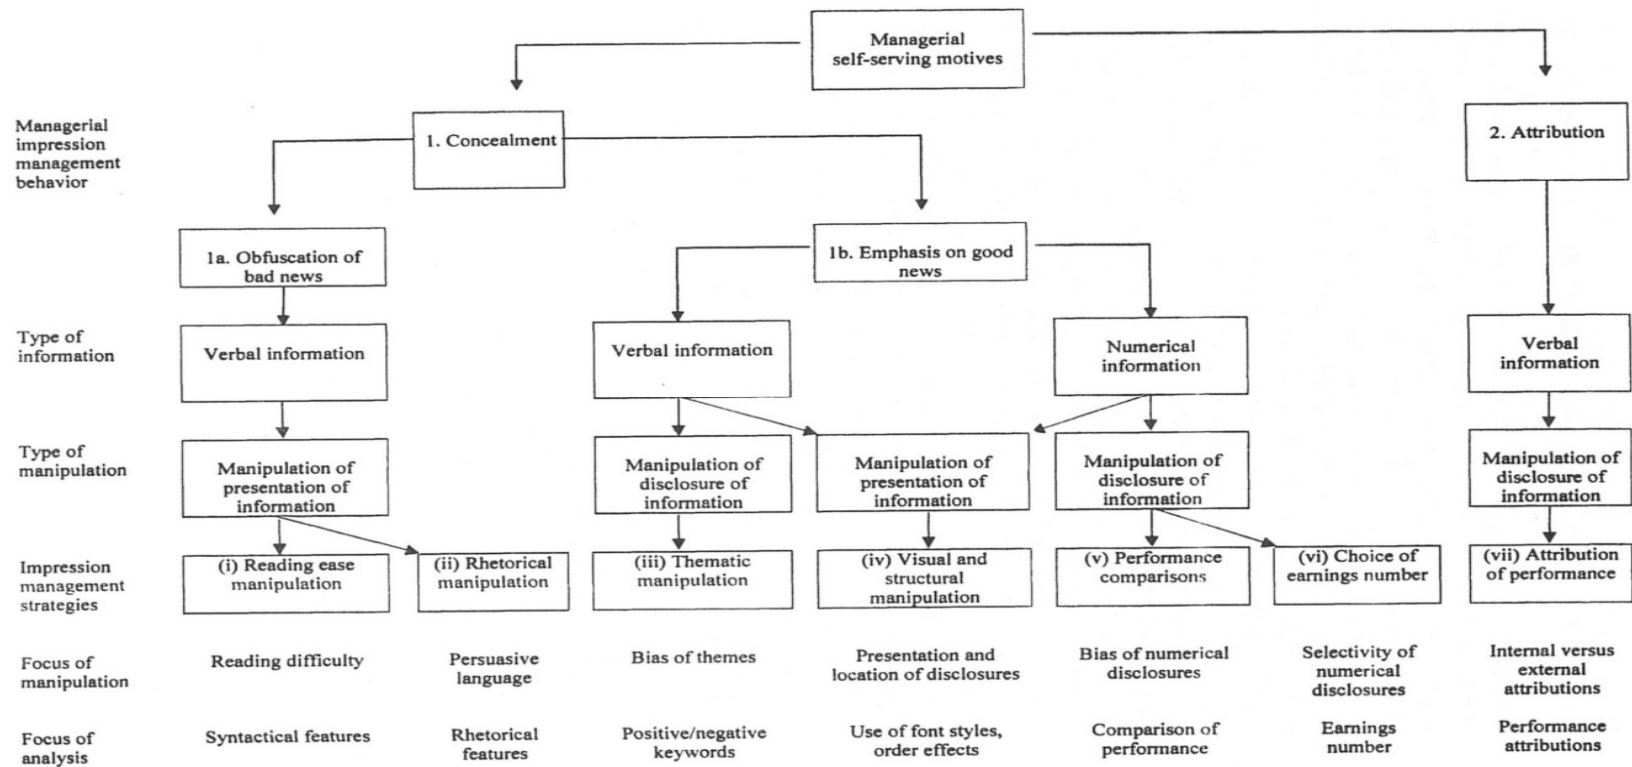 Managerial
self-serving motives
Managerial
impression
management
behavior
1. Concealment
2. Attribution
1a. Obfuscation of
bad news
1b. Emphasis on good
news
Type of
information
Verbal information
Verbal information
Numerical
information
Verbal
information
Type of
manipulation
Manipulation of
presentation of
information
Manipulation of
disclosure of
information
Manipulation of
presentation of
information
Manipulation of
disclosure of
information
Manipulation of
disclosure of
information
Impression
management
strategies
(i) Reading ease
manipulation
(ii) Rhetorical
manipulation
(iii) Thematic
manipulation
(iv) Visual and
structural
manipulation
(v) Performance
comparisons
(vi) Choice of
earnings number
(vii) Attribution
of performance
Focus of
manipulation
Reading difficulty
Persuasive
language
Bias of themes
Presentation and
location of disclosures
Bias of numerical
disclosures
Selectivity of
numerical
disclosures
Internal versus
external
attributions
Focus of
analysis
Syntactical features
Rhetorical
features
Positive/negative
keywords
Use of font styles,
order effects
Comparison of
performance
Earnings
number
Performance
attributions